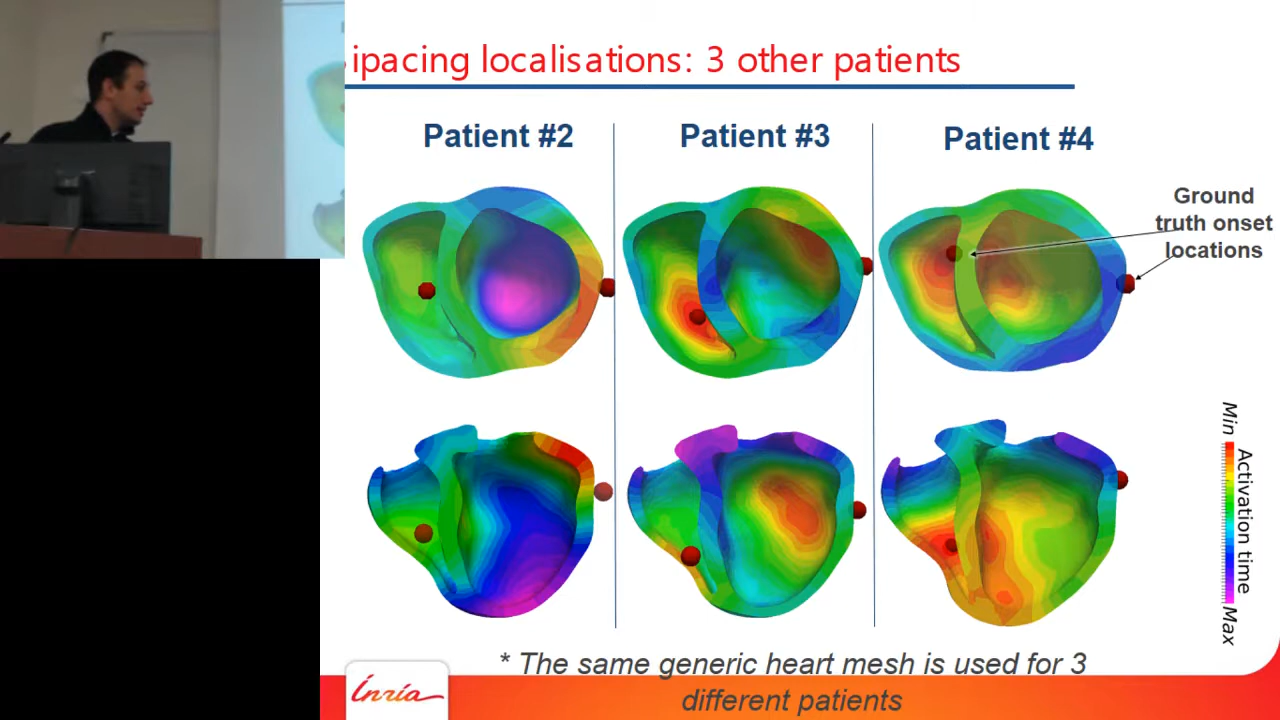 ipacing localisations: 3 other patients
Patient #2
Patient #3
Patient #4
Ground
truth onset
locations
Min
Activation time
Max
* The same generic heart mesh is used for 3
different patients
Inria